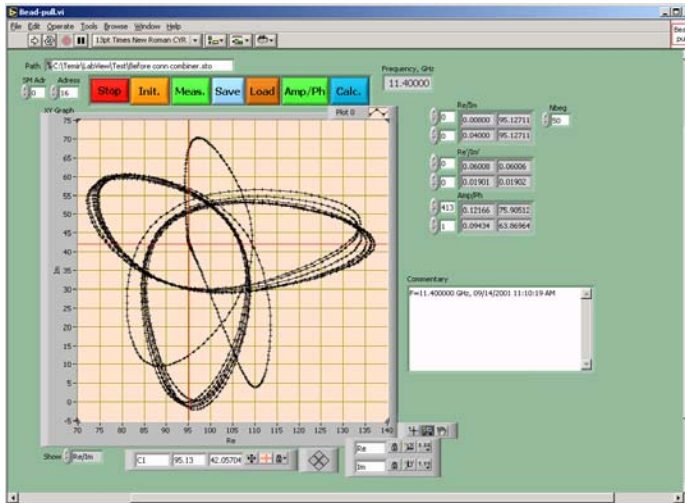 Bead-pull.vi
File Edit Operate Tools Browse Window Help
13pt Times New Roman CYR
Bea
pul
Path C:\Temir\LabView\Test\Before conn combiner.sto
SM Adr Adress
0 16
Stop Init. Meas. Save Load Amp/Ph Calc.
Frequency, GHz
11.40000
XY Graph Plot 0
Re/Im Nbeg
0 0.00000 95.12711 50
0 0.04000 95.12711
Re'/Im'
0 0.06008 0.06006
0 0.01901 0.01902
Amp/Ph
413 0.12166 75.90512
1 0.09434 63.86964
75
70
65
60
55
50
45
40
35
30
25
20
15
10
5
0
-5
Im
70 75 80 85 90 95 100 105 110 115 120 125 130 135 140
Re
Commentary
F=11.400000 GHz, 09/14/2001 11:10:19 AM
Show Re/Im C1 95.13 42.05704
Re
Im